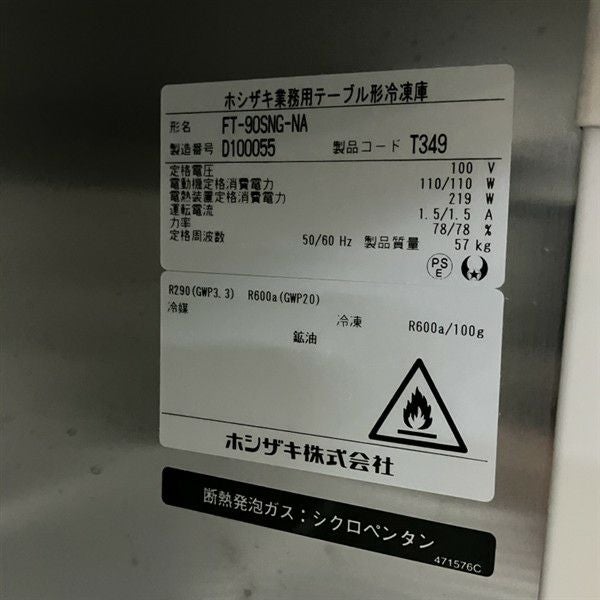 ホシザキ業務用テーブル形冷凍庫
形名 FT-90SNG-NA
製造番号 D100055 製品コード T349
定格電圧 100 V
電動機定格消費電力 110/110 W
電熱装置定格消費電力 219 W
運転電流 1.5/1.5 A
力率 78/78 %
定格周波数 50/60 Hz 製品質量 57 kg
PS
E
R290(GWP3.3) R600a(GWP20)
冷媒 冷凍 R600a/100g
鉱油
ホシザキ株式会社
断熱発泡ガス：シクロペンタン
471576C